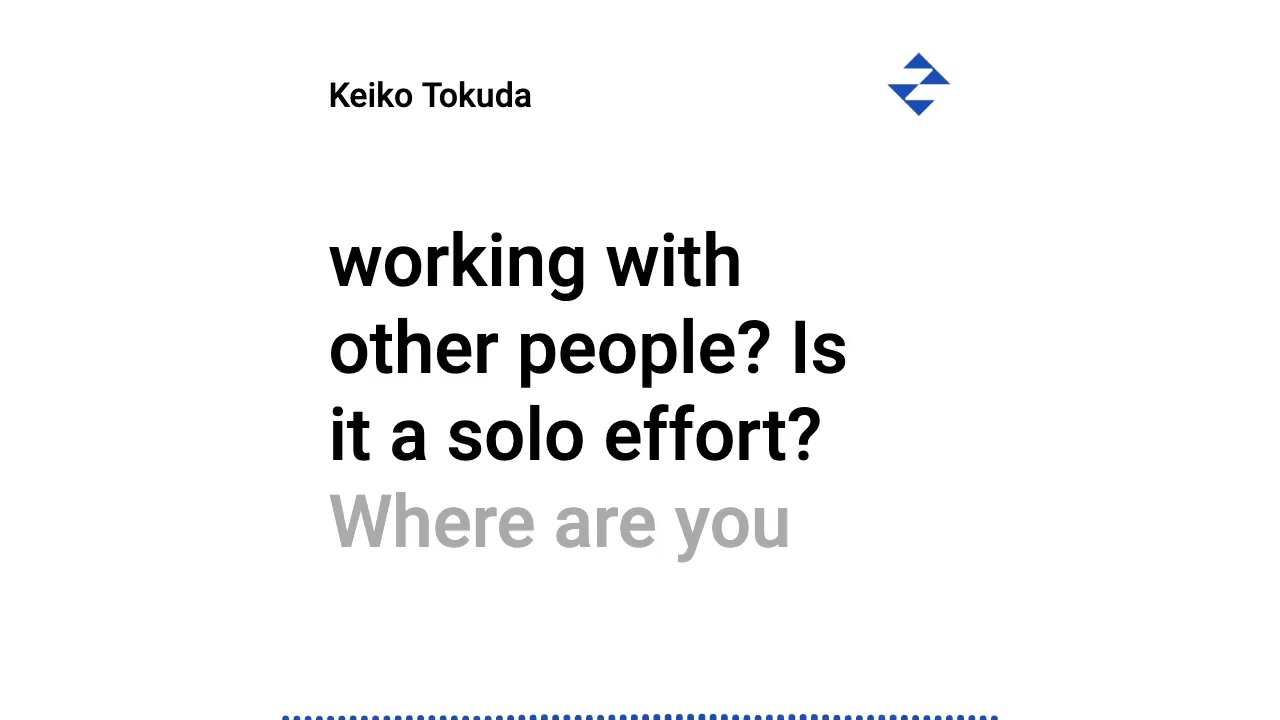 Keiko Tokuda
working with
other people? Is
it a solo effort?
Where are you